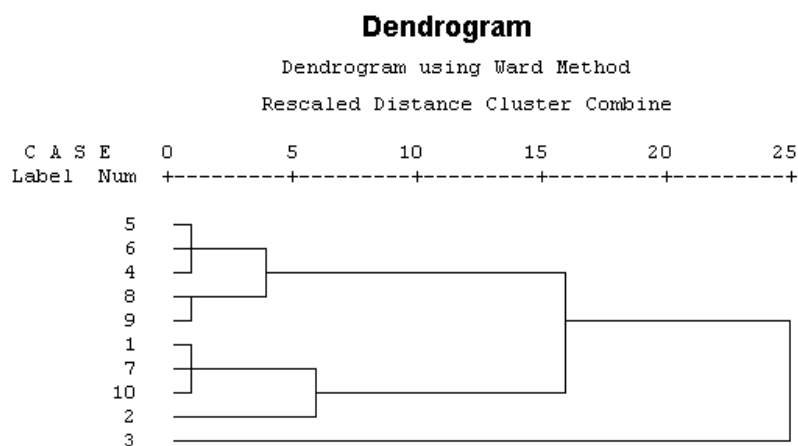 Dendrogram
Dendrogram using Ward Method
Rescaled Distance Cluster Combine
C A S E 0 5 10 15 20 25
Label Num +---------+---------+---------+---------+---------+
5
6
4
8
9
1
7
10
2
3